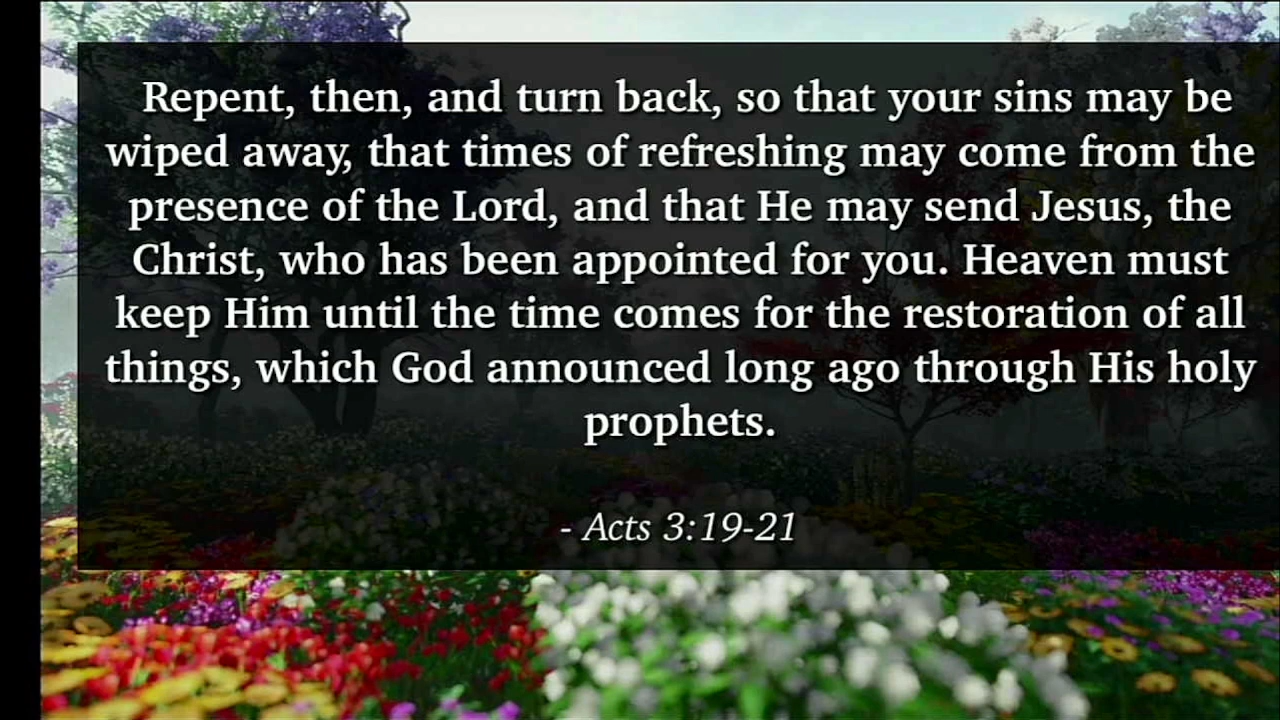 Repent, then, and turn back, so that your sins may be
wiped away, that times of refreshing may come from the
presence of the Lord, and that He may send Jesus, the
Christ, who has been appointed for you. Heaven must
keep Him until the time comes for the restoration of all
things, which God announced long ago through His holy
prophets.
- Acts 3:19-21